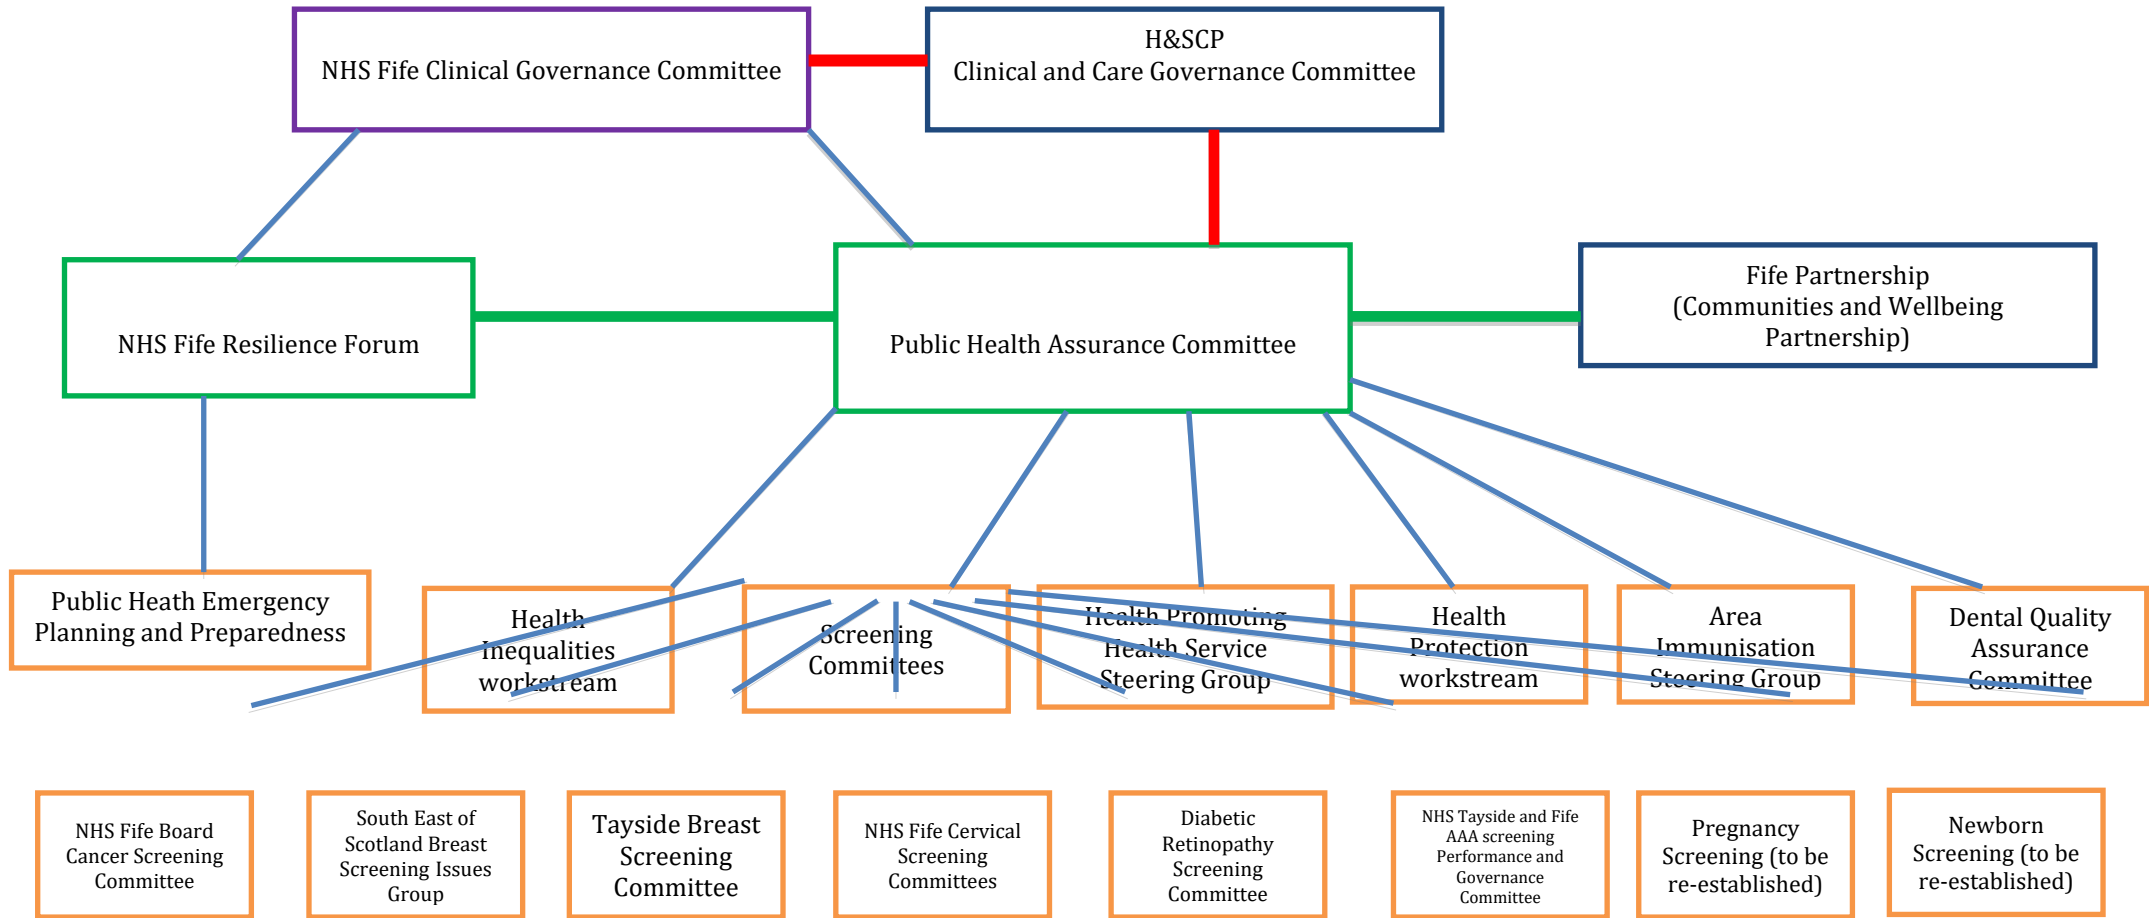 NHS Fife Clinical Governance Committee
H&SCP
Clinical and Care Governance Committee
NHS Fife Resilience Forum
Public Health Assurance Committee
Fife Partnership
(Communities and Wellbeing
Partnership)
Public Heath Emergency
Planning and Preparedness
Health
Inequalities
workstream
Screening
Committees
Health Promoting
Health Service
Steering Group
Health
Protection
workstream
Area
Immunisation
Steering Group
Dental Quality
Assurance
Committee
NHS Fife Board
Cancer Screening
Committee
South East of
Scotland Breast
Screening Issues
Group
Tayside Breast
Screening
Committee
NHS Fife Cervical
Screening
Committees
Diabetic
Retinopathy
Screening
Committee
NHS Tayside and Fife
AAA screening
Performance and
Governance
Committee
Pregnancy
Screening (to be
re-established)
Newborn
Screening (to be
re-established)